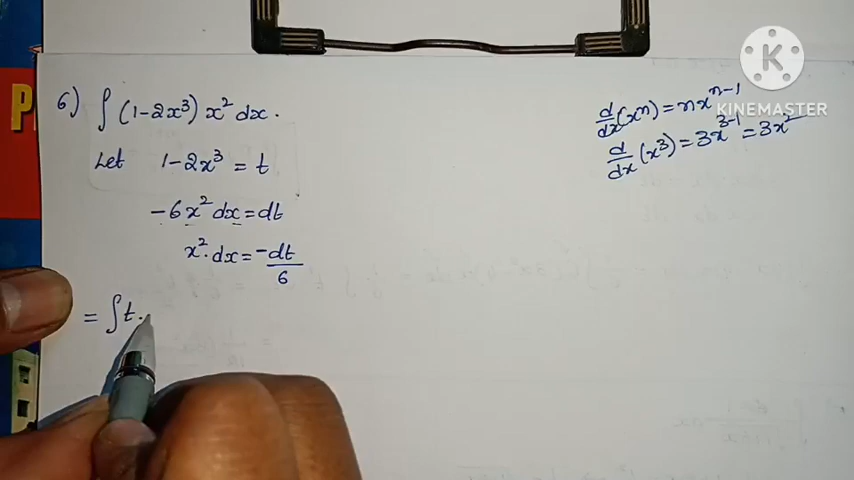 6) ∫ (1-2x³) x² dx.
Let 1-2x³ = t
-6x² dx = dt
x². dx = -dt/6
= ∫ t.
d/dx (xⁿ) = nxⁿ⁻¹
d/dx (x³) = 3x³⁻¹ = 3x²
KINEMASTER
K
P